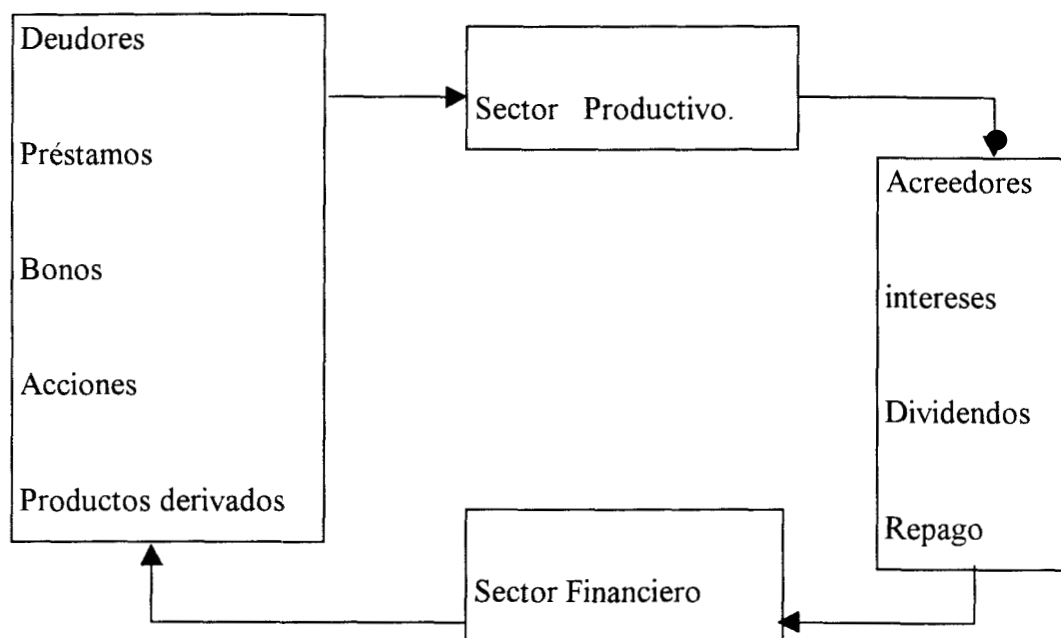 Deudores
Préstamos
Bonos
Acciones
Productos derivados
Sector Productivo.
Acreedores
intereses
Dividendos
Repago
Sector Financiero